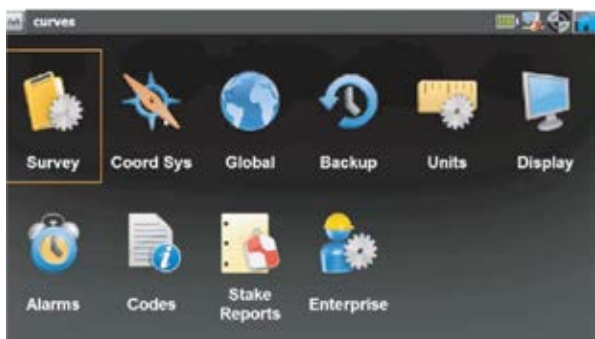 curves
Survey
Coord Sys
Global
Backup
Units
Display
Alarms
Codes
Stake
Reports
Enterprise